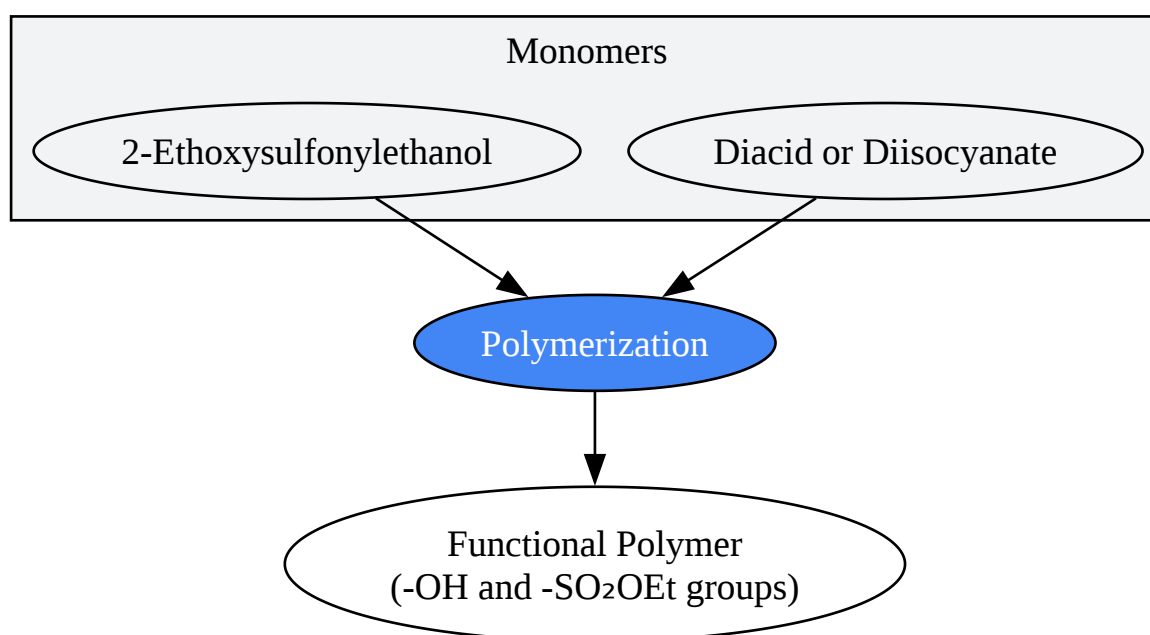 Monomers
2-Ethoxysulfonylethanol
Diacid or Diisocyanate
Polymerization
Functional Polymer
(-OH and -SO₂OEt groups)